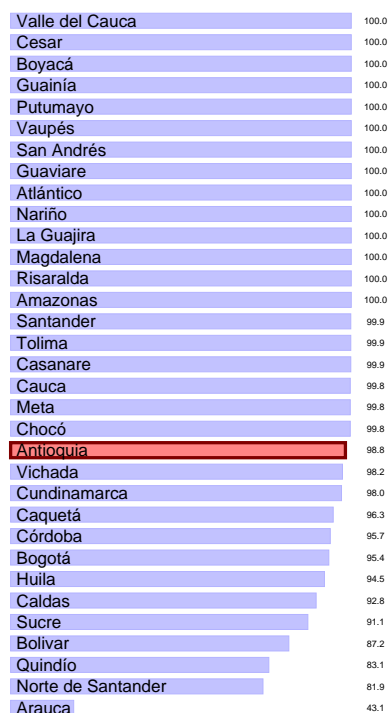 Valle del Cauca 100.0
Cesar 100.0
Boyacá 100.0
Guainía 100.0
Putumayo 100.0
Vaupés 100.0
San Andrés 100.0
Guaviare 100.0
Atlántico 100.0
Nariño 100.0
La Guajira 100.0
Magdalena 100.0
Risaralda 100.0
Amazonas 100.0
Santander 99.9
Tolima 99.9
Casanare 99.9
Cauca 99.8
Meta 99.8
Chocó 99.8
Antioquia 98.8
Vichada 98.2
Cundinamarca 98.0
Caquetá 96.3
Córdoba 95.7
Bogotá 95.4
Huila 94.5
Caldas 92.8
Sucre 91.1
Bolivar 87.2
Quindío 83.1
Norte de Santander 81.9
Arauca 43.1